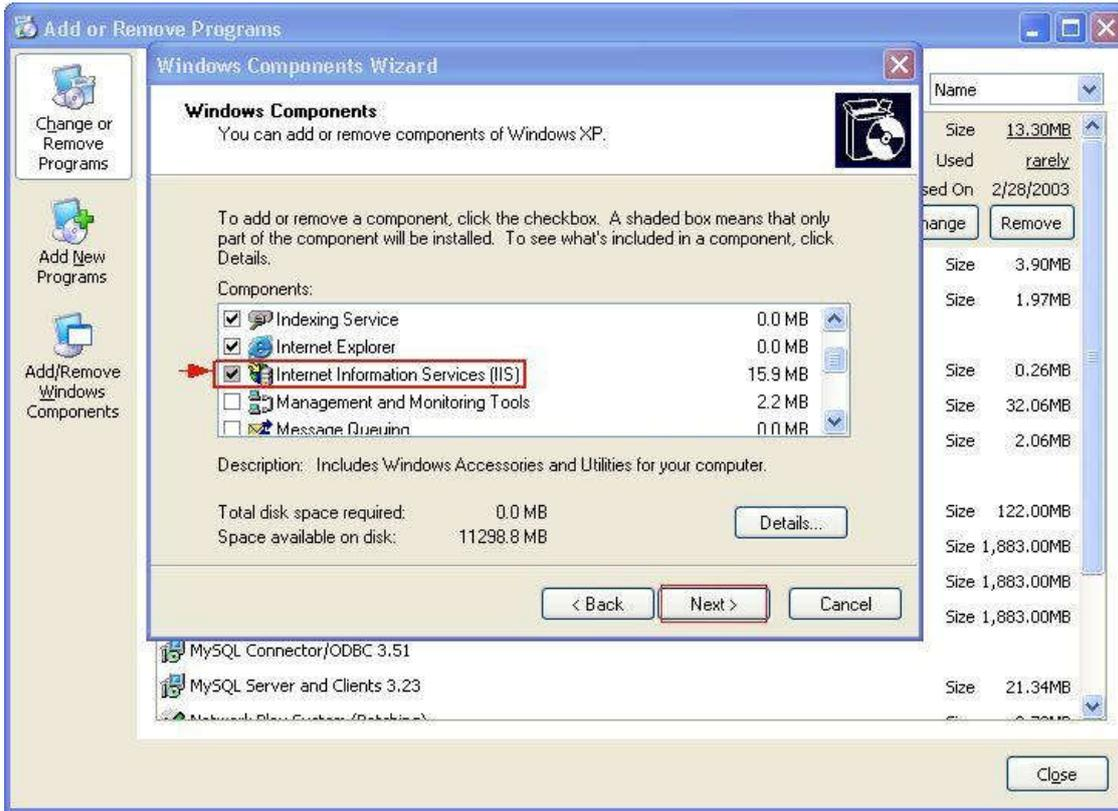 Add or Remove Programs
Change or
Remove
Programs
Add New
Programs
Add/Remove
Windows
Components
Windows Components Wizard
Windows Components
You can add or remove components of Windows XP.
To add or remove a component, click the checkbox. A shaded box means that only
part of the component will be installed. To see what's included in a component, click
Details.
Components:
Indexing Service 0.0 MB
Internet Explorer 0.0 MB
Internet Information Services (IIS) 15.9 MB
Management and Monitoring Tools 2.2 MB
Message Queuing 0.0 MB
Description: Includes Windows Accessories and Utilities for your computer.
Total disk space required: 0.0 MB
Space available on disk: 11298.8 MB
Details...
< Back Next > Cancel
Name
Size 13.30MB
Used rarely
sed On 2/28/2003
hange Remove
Size 3.90MB
Size 1.97MB
Size 0.26MB
Size 32.06MB
Size 2.06MB
Size 122.00MB
Size 1,883.00MB
Size 1,883.00MB
Size 1,883.00MB
MySQL Connector/ODBC 3.51
MySQL Server and Clients 3.23 Size 21.34MB
Close